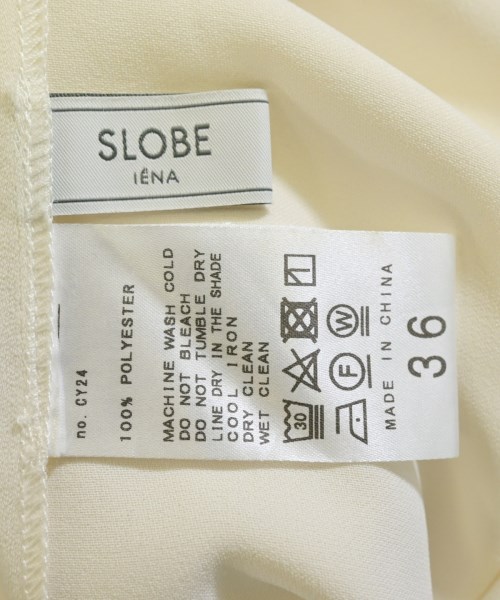 SLOBE
IÉNA
no. CY24
100% POLYESTER
MACHINE WASH COLD
DO NOT BLEACH
DO NOT TUMBLE DRY
LINE DRY IN THE SHADE
COOL IRON
DRY CLEAN
WET CLEAN
30
F
W
MADE IN CHINA
36